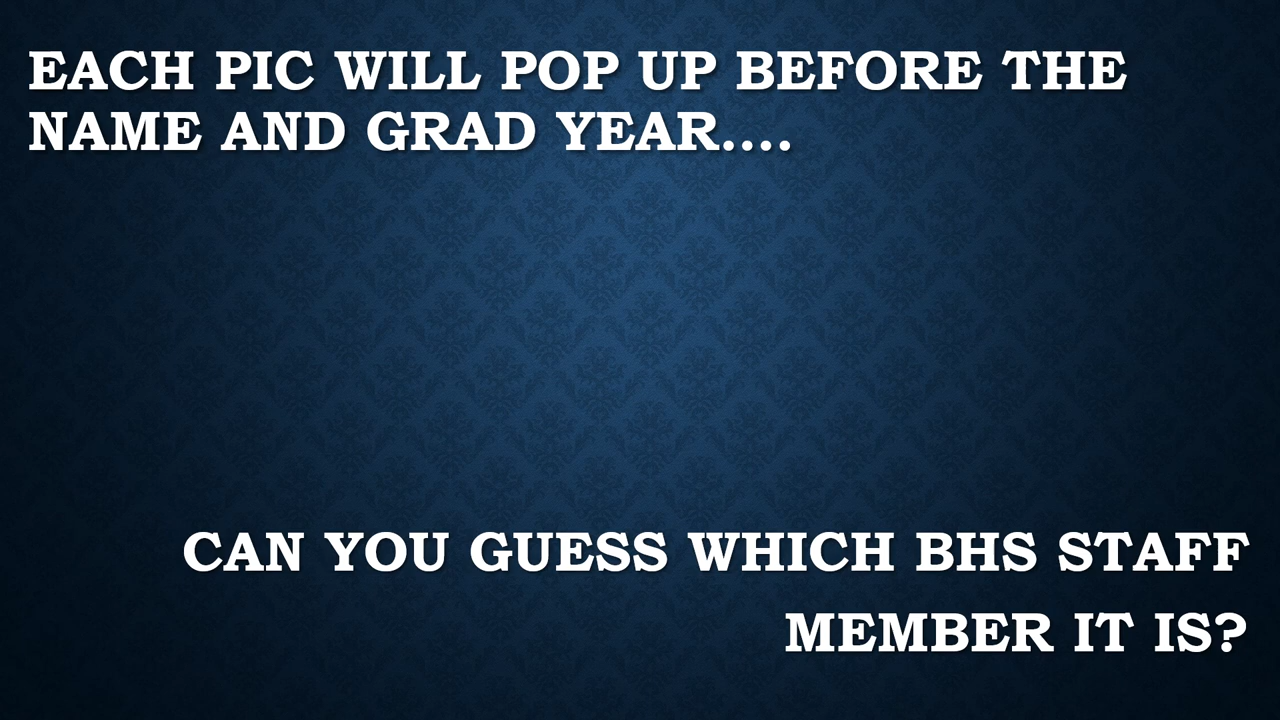 EACH PIC WILL POP UP BEFORE THE
NAME AND GRAD YEAR....
CAN YOU GUESS WHICH BHS STAFF
MEMBER IT IS?